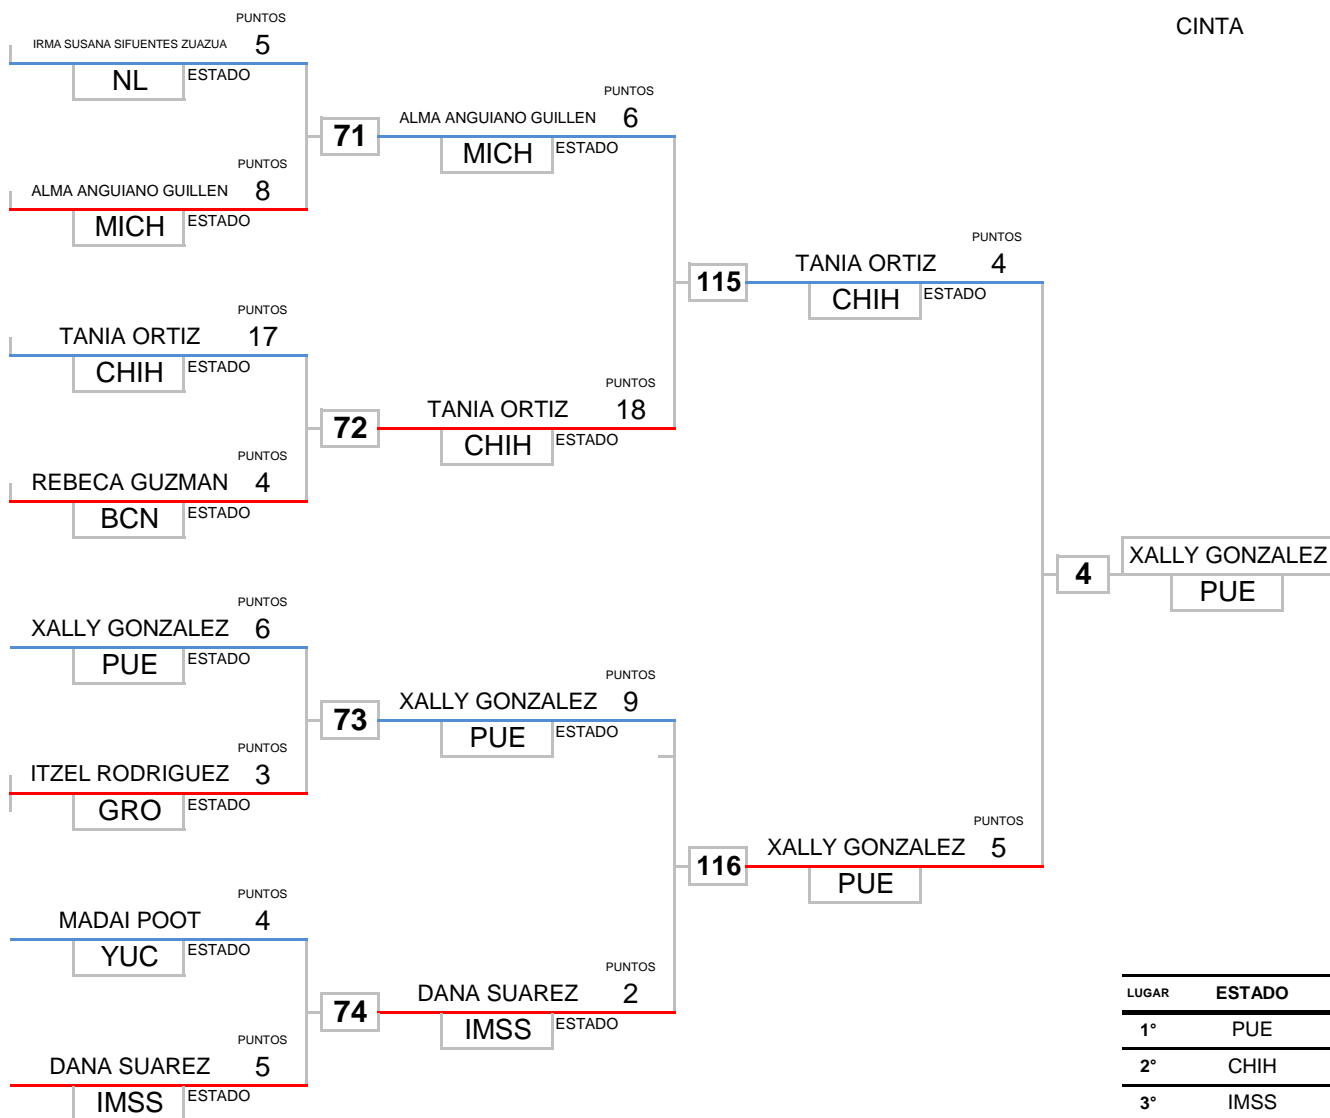 CINTA
PUNTOS
IRMA SUSANA SIFUENTES ZUAZUA 5
NL ESTADO
PUNTOS
71 ALMA ANGUIANO GUILLEN 6
MICH ESTADO
PUNTOS
ALMA ANGUIANO GUILLEN 8
MICH ESTADO
PUNTOS
115 TANIA ORTIZ 4
CHIH ESTADO
PUNTOS
TANIA ORTIZ 17
CHIH ESTADO
PUNTOS
72 TANIA ORTIZ 18
CHIH ESTADO
PUNTOS
REBECA GUZMAN 4
BCN ESTADO
4 XALLY GONZALEZ
PUE
PUNTOS
XALLY GONZALEZ 6
PUE ESTADO
PUNTOS
73 XALLY GONZALEZ 9
PUE ESTADO
PUNTOS
ITZEL RODRIGUEZ 3
GRO ESTADO
PUNTOS
116 XALLY GONZALEZ 5
PUE
PUNTOS
MADAI POOT 4
YUC ESTADO
PUNTOS
74 DANA SUAREZ 2
IMSS ESTADO
PUNTOS
DANA SUAREZ 5
IMSS ESTADO
LUGAR ESTADO
1° PUE
2° CHIH
3° IMSS